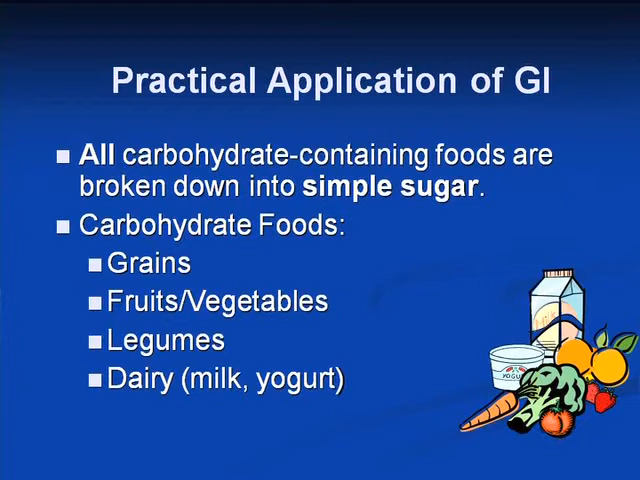 Practical Application of GI
All carbohydrate-containing foods are
broken down into simple sugar.
Carbohydrate Foods:
Grains
Fruits/Vegetables
Legumes
Dairy (milk, yogurt)